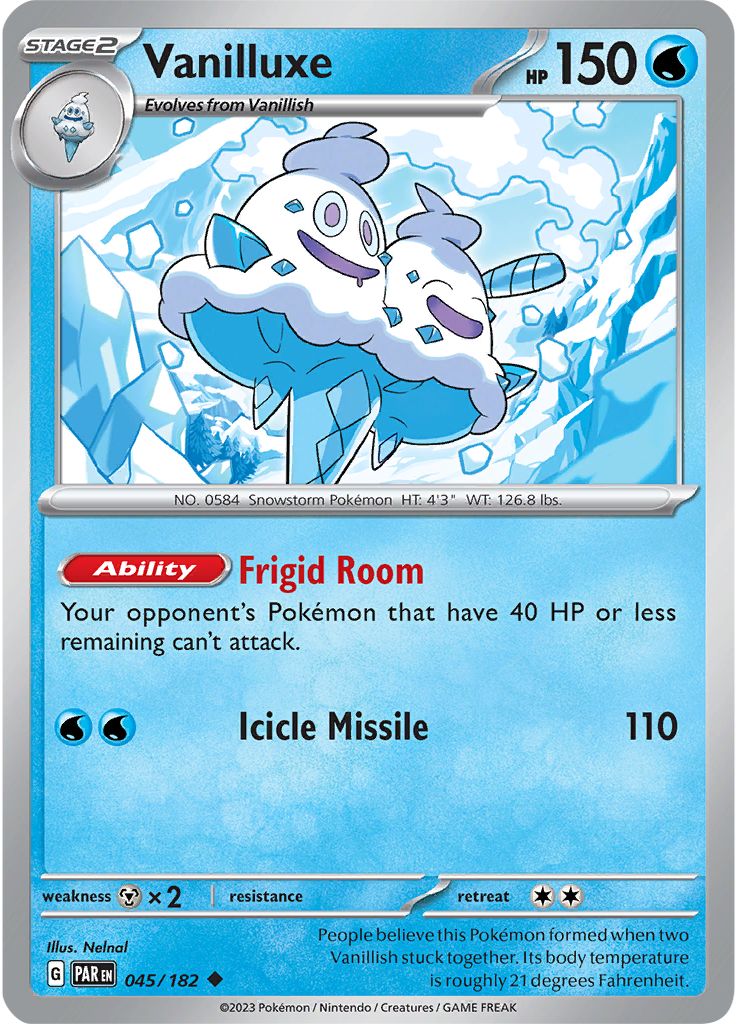 STAGE2
Vanilluxe
HP 150
Evolves from Vanillish
NO. 0584 Snowstorm Pokémon HT: 4'3" WT: 126.8 lbs.
Ability Frigid Room
Your opponent's Pokémon that have 40 HP or less
remaining can't attack.
Icicle Missile 110
weakness ×2 resistance retreat
Illus. Nelnal
G PAR EN 045/182
People believe this Pokémon formed when two
Vanillish stuck together. Its body temperature
is roughly 21 degrees Fahrenheit.
©2023 Pokémon / Nintendo / Creatures / GAME FREAK